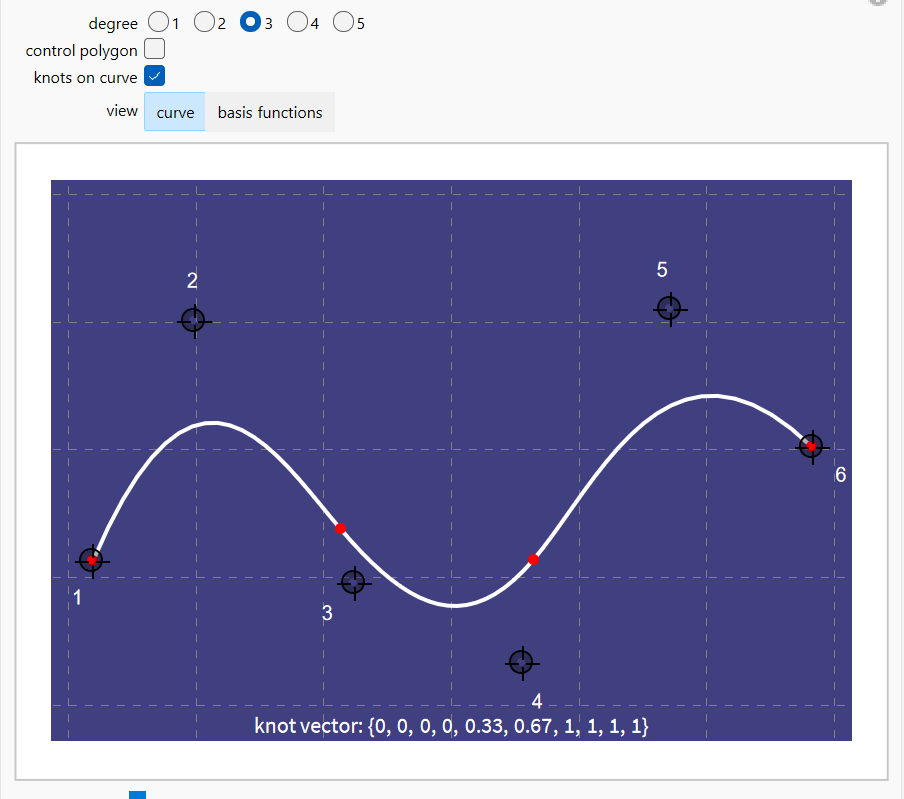 degree 1 2 3 4 5
control polygon
knots on curve
view curve basis functions
5
2
6
1
3
4
knot vector: {0, 0, 0, 0, 0.33, 0.67, 1, 1, 1, 1}